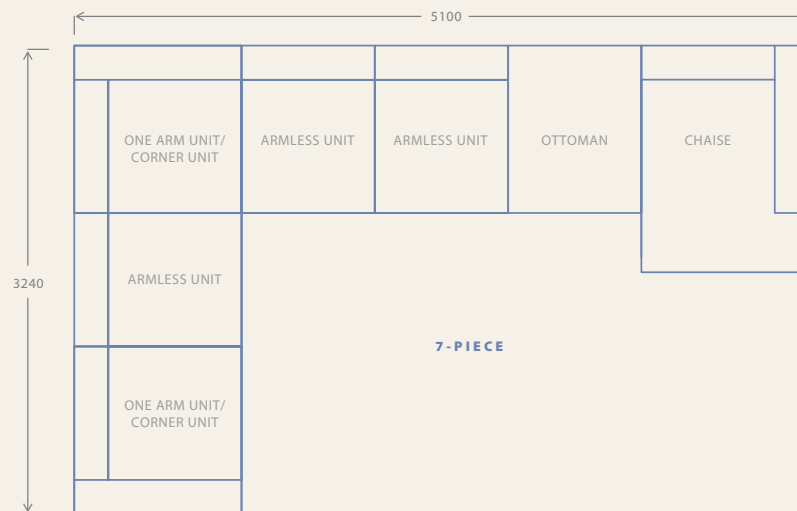 5100
ONE ARM UNIT/
CORNER UNIT
ARMLESS UNIT
ARMLESS UNIT
OTTOMAN
CHAISE
3240
ARMLESS UNIT
7-PIECE
ONE ARM UNIT/
CORNER UNIT